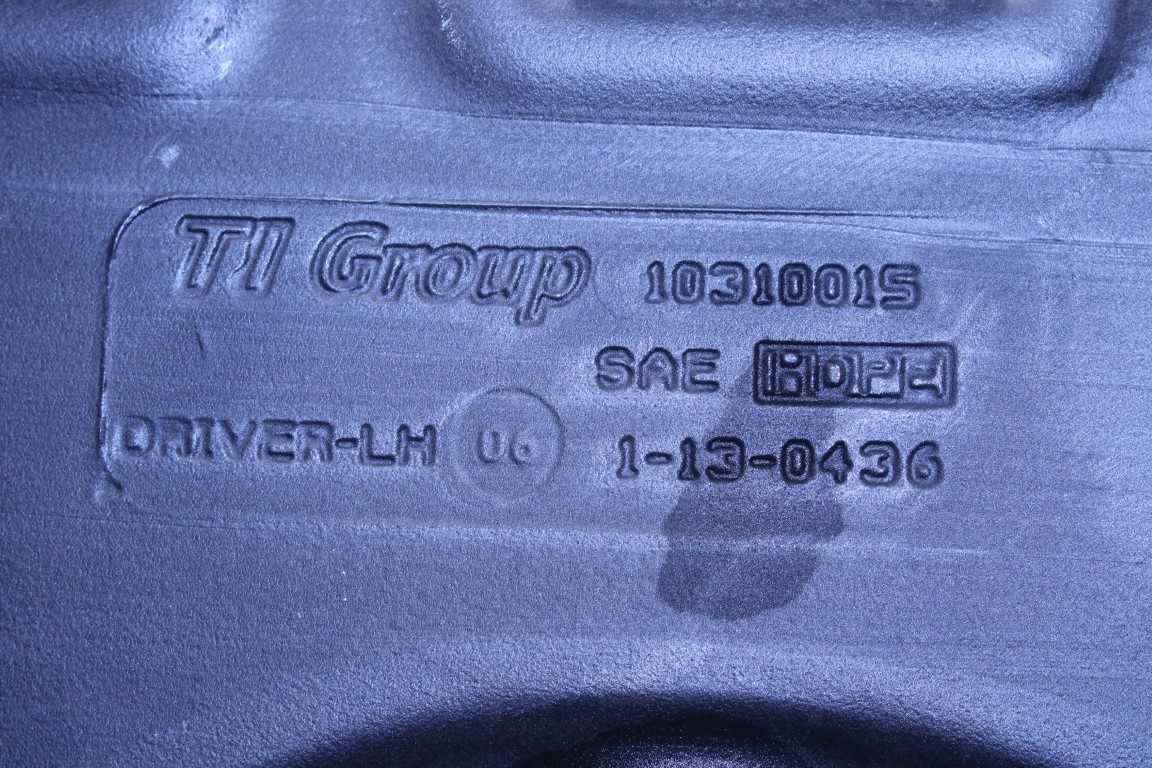 TI Group 10310015
SAE HDPE
DRIVER-LH 06 1-13-0436